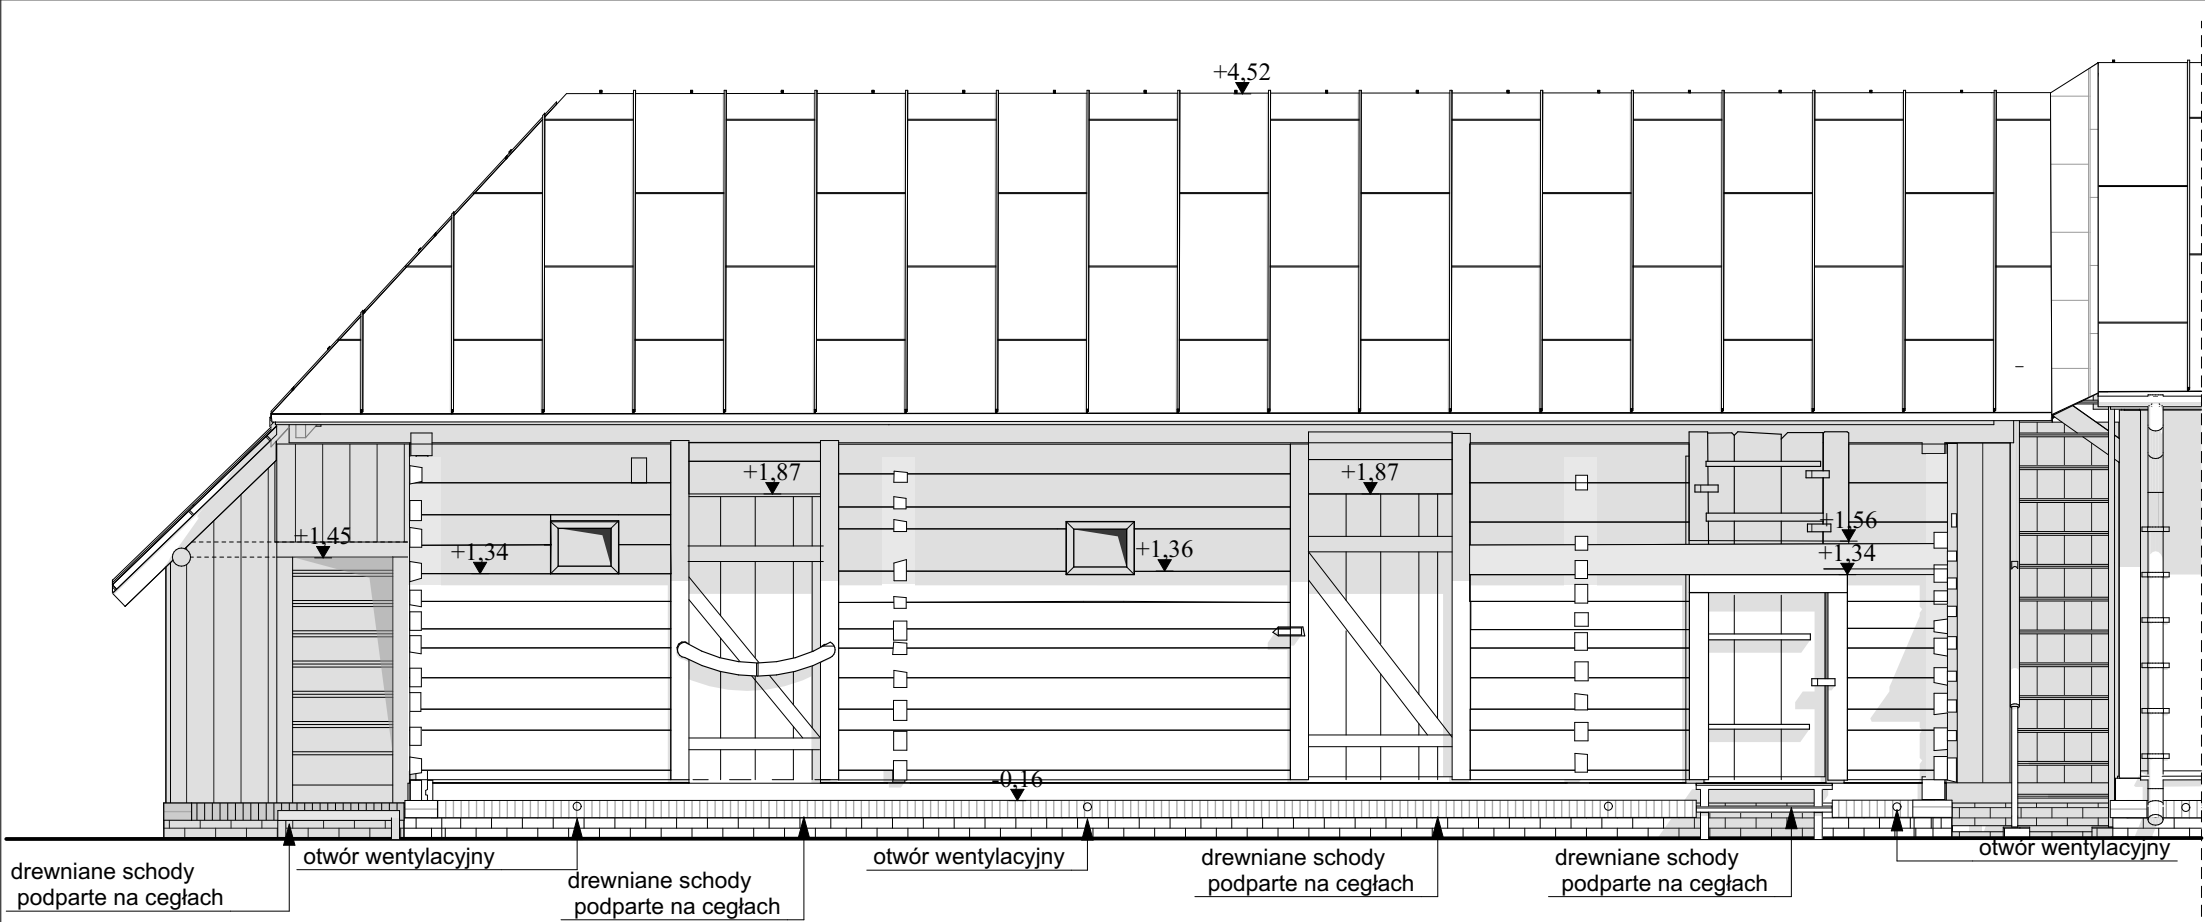 +4,52
+1,87
+1,87
+1,45
+1,34
+1,36
+1,56
+1,34
-0,16
otwór wentylacyjny
otwór wentylacyjny
otwór wentylacyjny
drewniane schody
podparte na cegłach
drewniane schody
podparte na cegłach
drewniane schody
podparte na cegłach
drewniane schody
podparte na cegłach